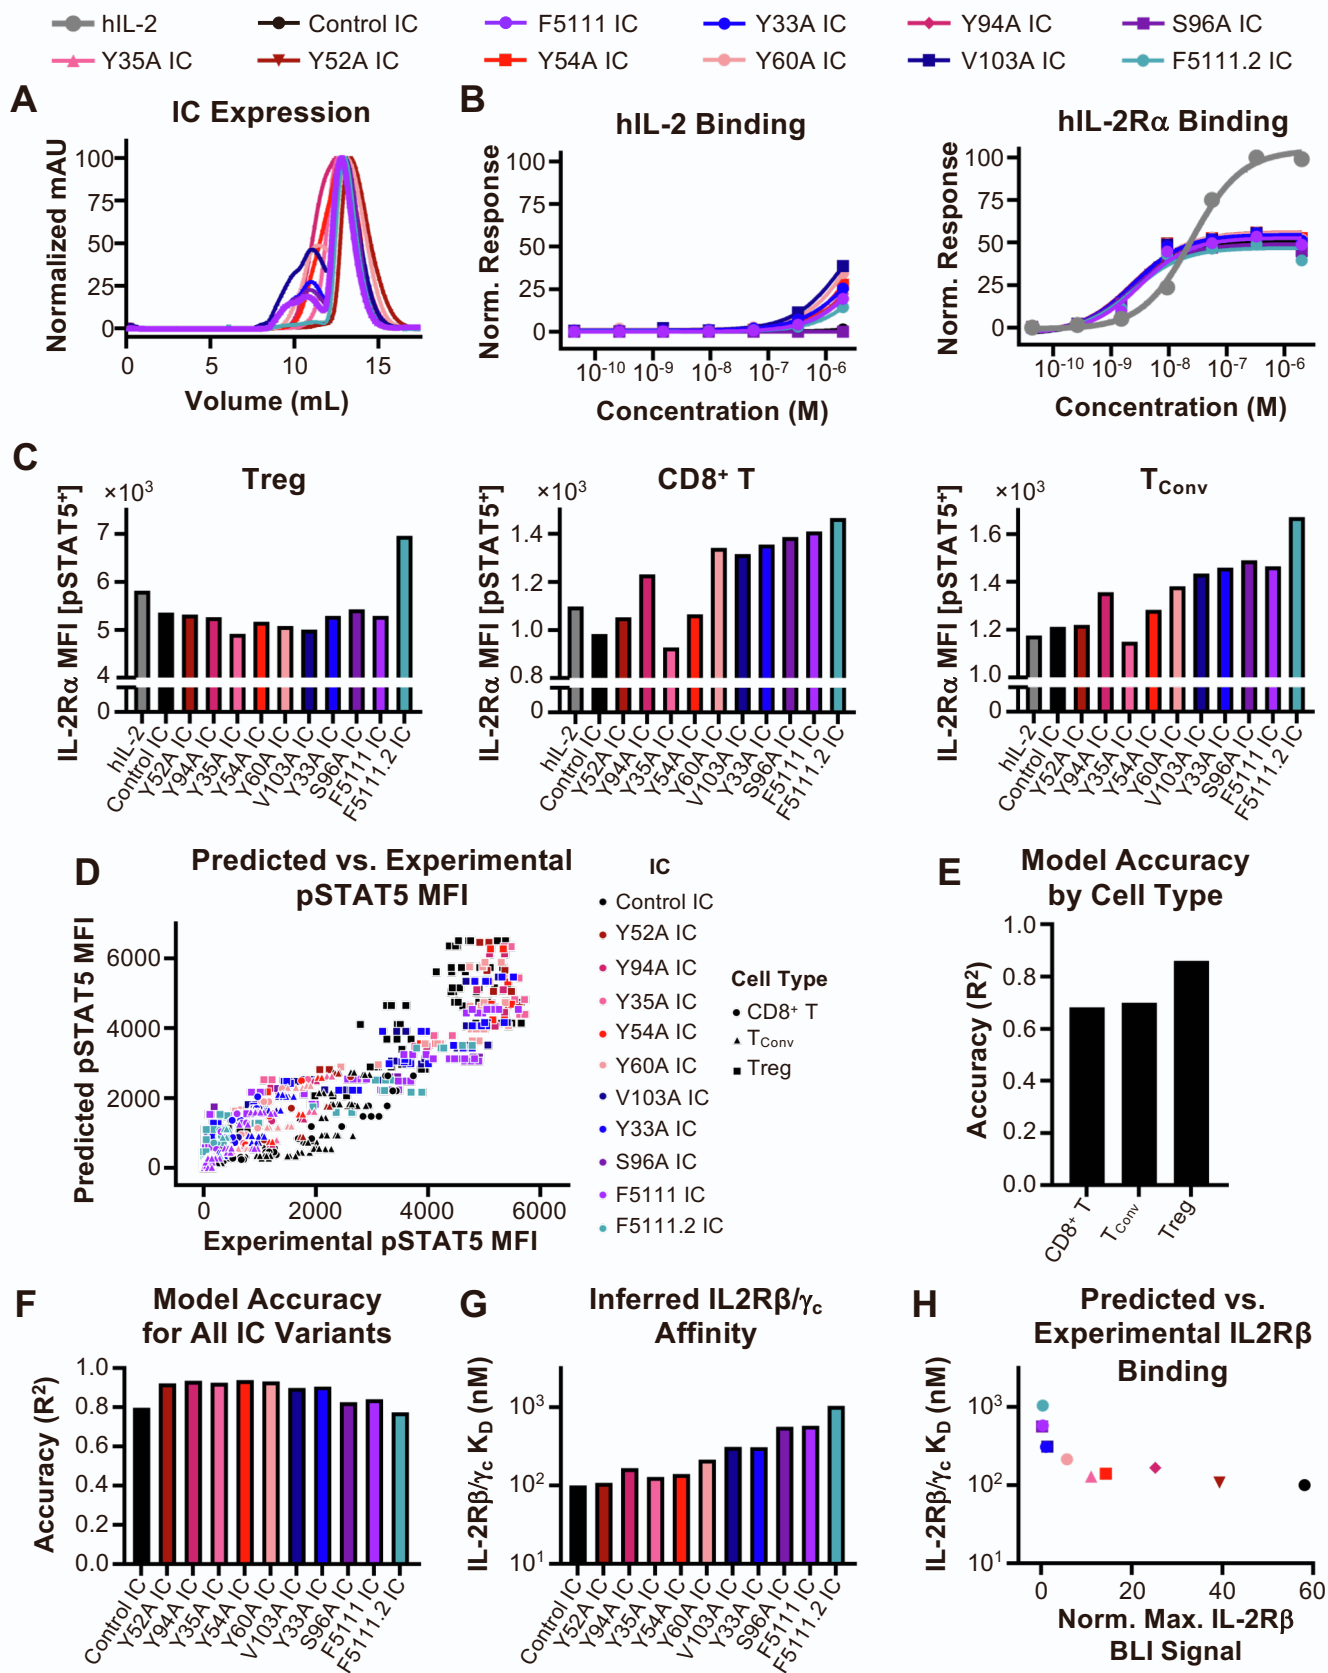 hIL-2 Control IC F5111 IC Y33A IC Y94A IC S96A IC
Y35A IC Y52A IC Y54A IC Y60A IC V103A IC F5111.2 IC
A
IC Expression
Normalized mAU
100
75
50
25
0
0 5 10 15
Volume (mL)
B
hIL-2 Binding
Norm. Response
100
75
50
25
0
10⁻¹⁰ 10⁻⁹ 10⁻⁸ 10⁻⁷ 10⁻⁶
Concentration (M)
hIL-2Rα Binding
Norm. Response
100
75
50
25
0
10⁻¹⁰ 10⁻⁹ 10⁻⁸ 10⁻⁷ 10⁻⁶
Concentration (M)
C
Treg
×10³
IL-2Rα MFI [pSTAT5⁺]
7
6
5
4
0
hIL-2
Control IC
Y52A IC
Y94A IC
Y35A IC
Y54A IC
Y60A IC
V103A IC
Y33A IC
S96A IC
F5111 IC
F5111.2 IC
CD8⁺ T
×10³
IL-2Rα MFI [pSTAT5⁺]
1.4
1.2
1.0
0.8
0
hIL-2
Control IC
Y52A IC
Y94A IC
Y35A IC
Y54A IC
Y60A IC
V103A IC
Y33A IC
S96A IC
F5111 IC
F5111.2 IC
T_Conv
×10³
IL-2Rα MFI [pSTAT5⁺]
1.6
1.4
1.2
1.0
0
hIL-2
Control IC
Y52A IC
Y94A IC
Y35A IC
Y54A IC
Y60A IC
V103A IC
Y33A IC
S96A IC
F5111 IC
F5111.2 IC
D
Predicted vs. Experimental
pSTAT5 MFI
Predicted pSTAT5 MFI
6000
4000
2000
0
0 2000 4000 6000
Experimental pSTAT5 MFI
IC
Control IC
Y52A IC
Y94A IC
Y35A IC
Y54A IC
Y60A IC
V103A IC
Y33A IC
S96A IC
F5111 IC
F5111.2 IC
Cell Type
CD8⁺ T
T_Conv
Treg
E
Model Accuracy
by Cell Type
Accuracy (R²)
1.0
0.8
0.6
0.4
0.2
0.0
CD8⁺ T
T_Conv
Treg
F
Model Accuracy
for All IC Variants
Accuracy (R²)
1.0
0.8
0.6
0.4
0.2
0.0
Control IC
Y52A IC
Y94A IC
Y35A IC
Y54A IC
Y60A IC
V103A IC
Y33A IC
S96A IC
F5111 IC
F5111.2 IC
G
Inferred IL2Rβ/γ_c
Affinity
IL-2Rβ/γ_c K_D (nM)
10³
10²
10¹
Control IC
Y52A IC
Y94A IC
Y35A IC
Y54A IC
Y60A IC
V103A IC
Y33A IC
S96A IC
F5111 IC
F5111.2 IC
H
Predicted vs.
Experimental IL2Rβ
Binding
IL-2Rβ/γ_c K_D (nM)
10³
10²
10¹
0 20 40 60
Norm. Max. IL-2Rβ
BLI Signal